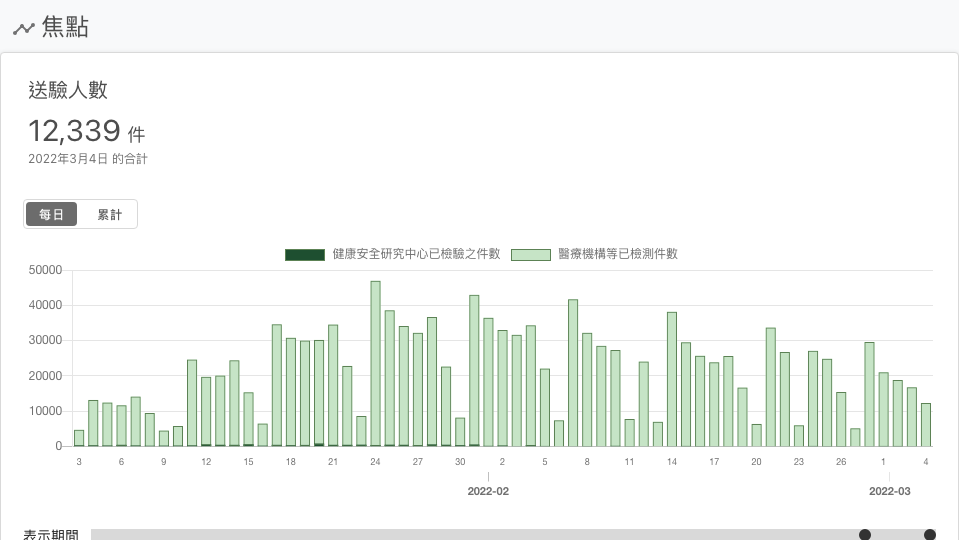 焦點
送驗人數
12,339 件
2022年3月4日 的合計
每日 累計
健康安全研究中心已檢驗之件數 醫療機構等已檢測件數
50000
40000
30000
20000
10000
0
3 6 9 12 15 18 21 24 27 30 2 5 8 11 14 17 20 23 26 1 4
2022-02 2022-03
表示期間